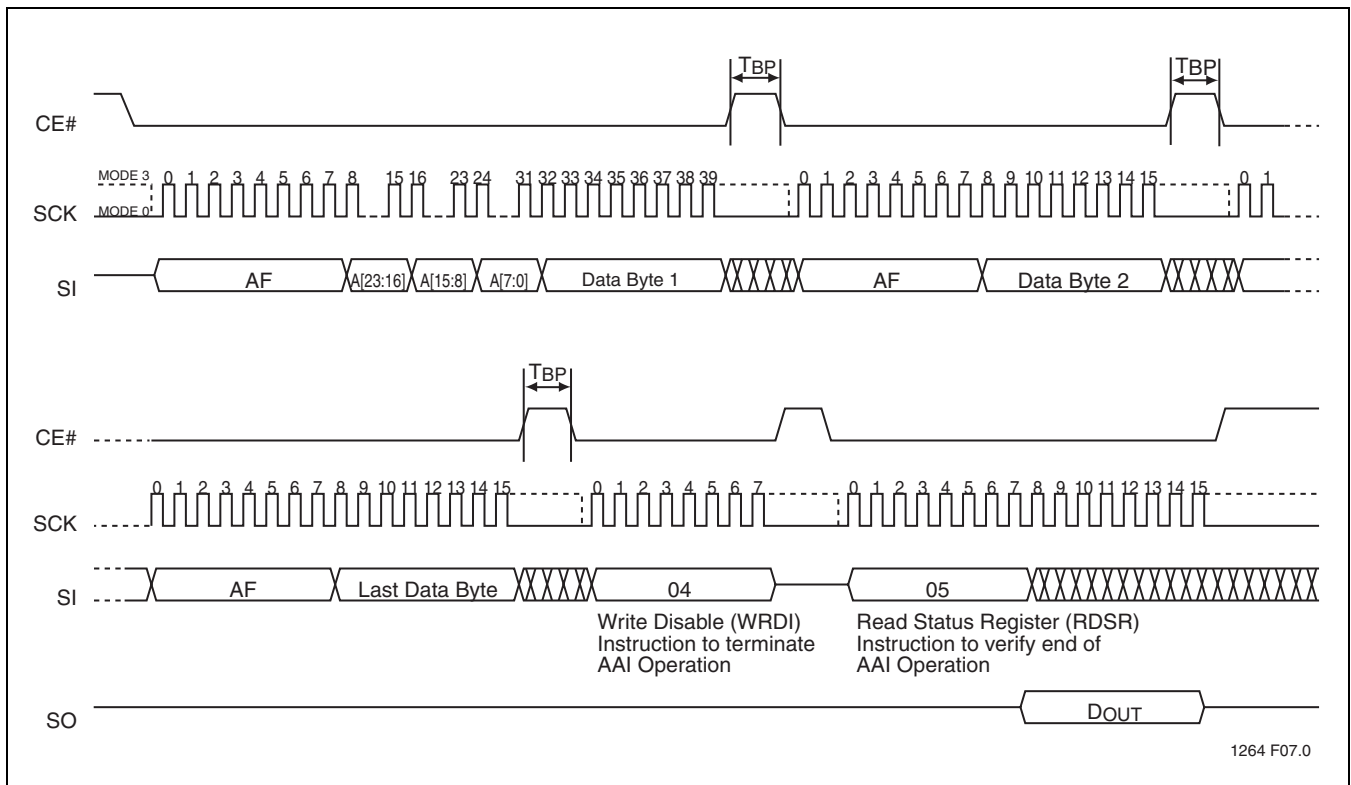 TBP TBP
CE#
MODE 3 0 1 2 3 4 5 6 7 8 15 16 23 24 31 32 33 34 35 36 37 38 39 0 1 2 3 4 5 6 7 8 9 10 11 12 13 14 15 0 1
SCK MODE 0
SI AF A[23:16] A[15:8] A[7:0] Data Byte 1 AF Data Byte 2
TBP
CE#
0 1 2 3 4 5 6 7 8 9 10 11 12 13 14 15 0 1 2 3 4 5 6 7 0 1 2 3 4 5 6 7 8 9 10 11 12 13 14 15
SCK
SI AF Last Data Byte 04 05
Write Disable (WRDI)
Instruction to terminate
AAI Operation
Read Status Register (RDSR)
Instruction to verify end of
AAI Operation
SO DOUT
1264 F07.0